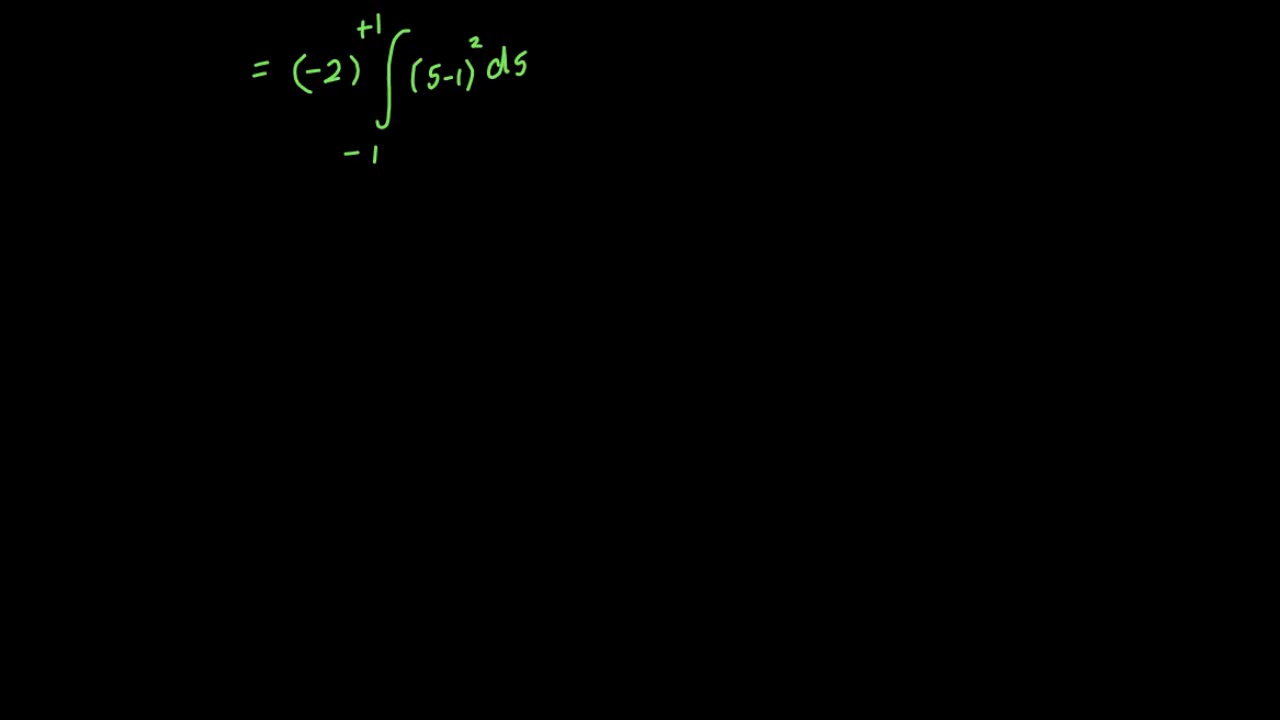 = (-2) ∫_{-1}^{+1} (s-1)² ds